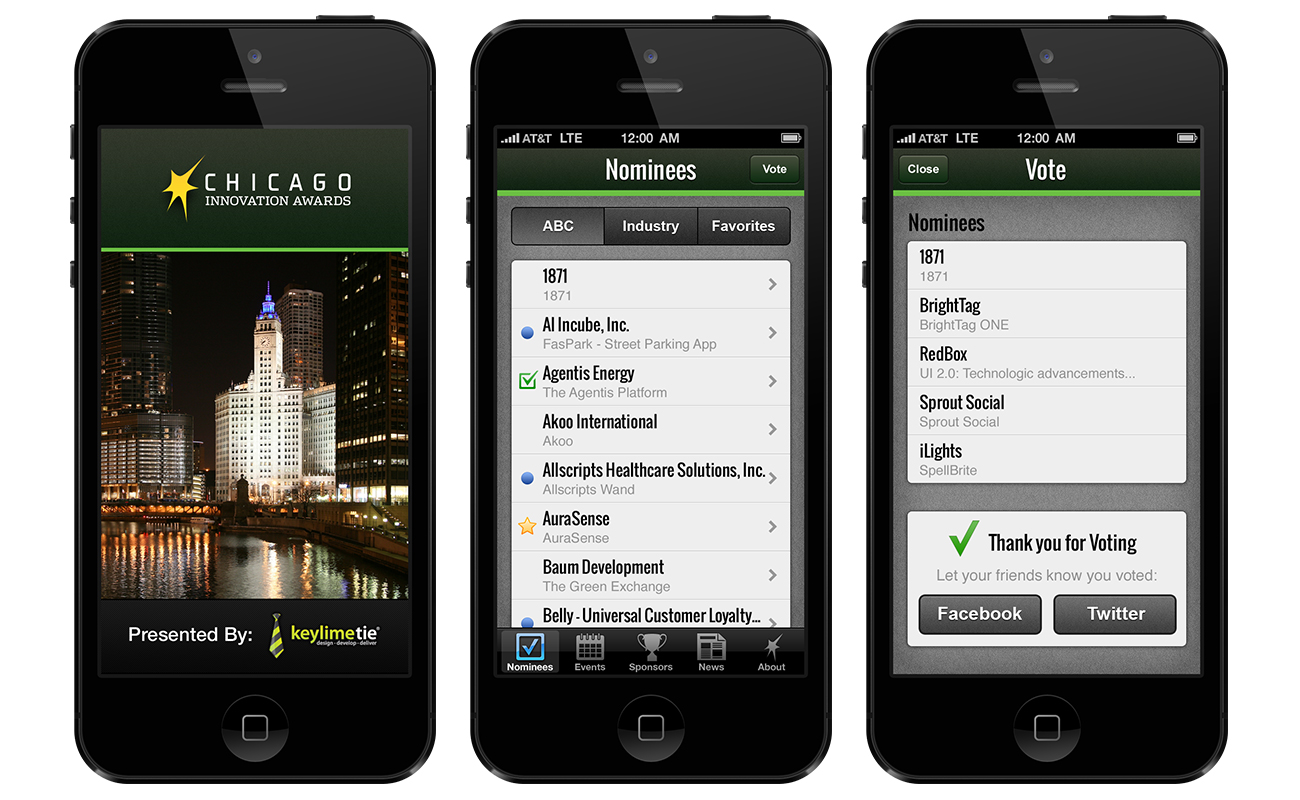 CHICAGO
INNOVATION AWARDS
Presented By: keylimetie®
design · develop · deliver
AT&T LTE 12:00 AM
Nominees Vote
ABC Industry Favorites
1871
1871
AI Incube, Inc.
FasPark - Street Parking App
Agentis Energy
The Agentis Platform
Akoo International
Akoo
Allscripts Healthcare Solutions, Inc.
Allscripts Wand
AuraSense
AuraSense
Baum Development
The Green Exchange
Belly - Universal Customer Loyalty...
Nominees Events Sponsors News About
AT&T LTE 12:00 AM
Close Vote
Nominees
1871
1871
BrightTag
BrightTag ONE
RedBox
UI 2.0: Technologic advancements...
Sprout Social
Sprout Social
iLights
SpellBrite
Thank you for Voting
Let your friends know you voted:
Facebook Twitter